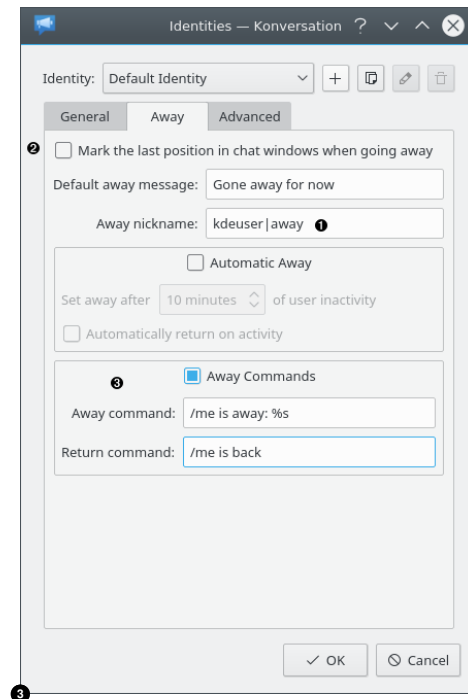 Identities — Konversation
Identity: Default Identity
General Away Advanced
❷ Mark the last position in chat windows when going away
Default away message: Gone away for now
Away nickname: kdeuser|away ❶
Automatic Away
Set away after 10 minutes of user inactivity
Automatically return on activity
❸ Away Commands
Away command: /me is away: %s
Return command: /me is back
OK Cancel
❸